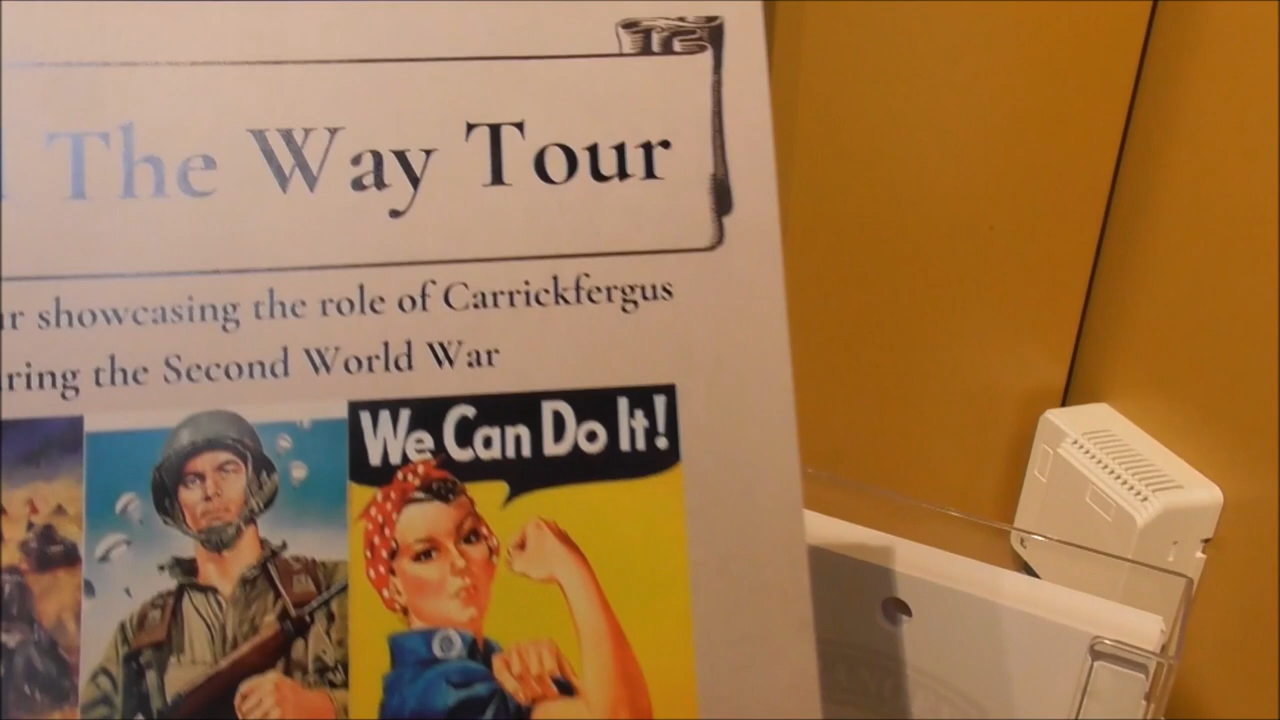 The Way Tour
showcasing the role of Carrickfergus
the Second World War
We Can Do It!